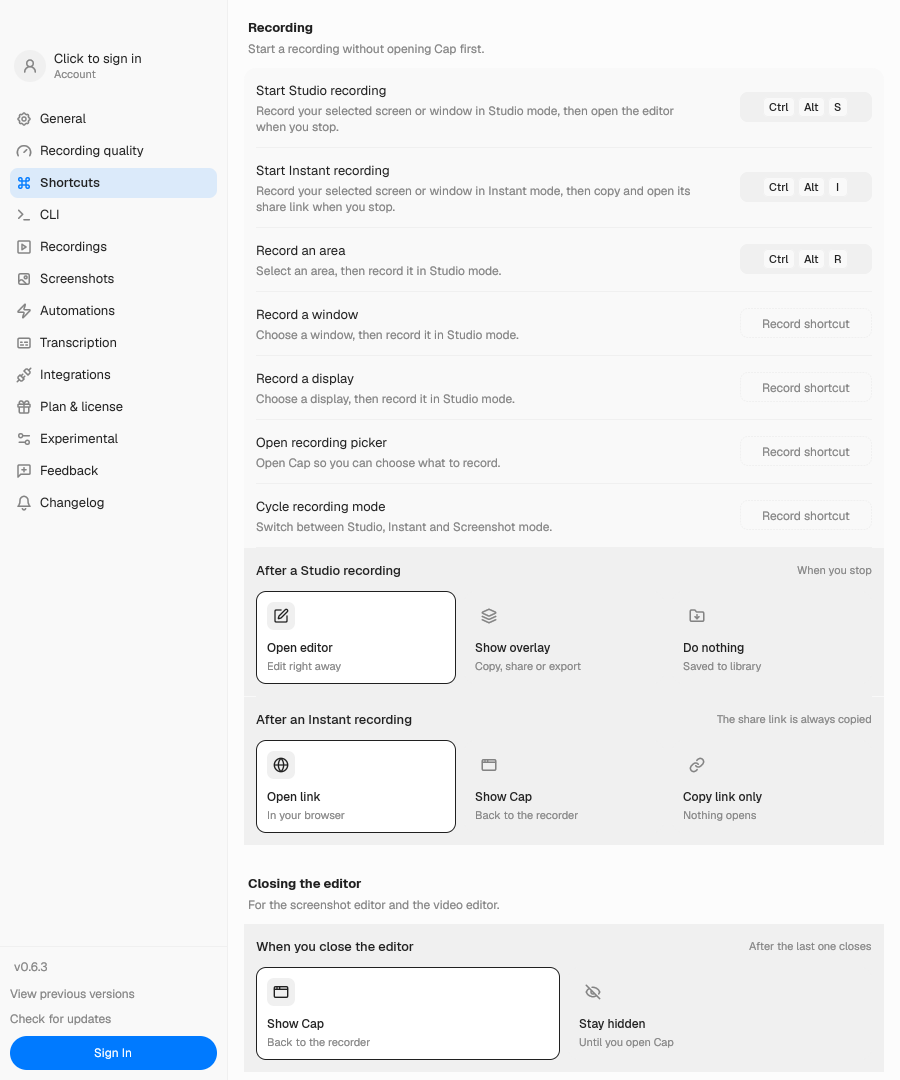 Click to sign in
Account
General
Recording quality
Shortcuts
CLI
Recordings
Screenshots
Automations
Transcription
Integrations
Plan & license
Experimental
Feedback
Changelog
v0.6.3
View previous versions
Check for updates
Sign In
Recording
Start a recording without opening Cap first.
Start Studio recording
Record your selected screen or window in Studio mode, then open the editor
when you stop.
Ctrl Alt S
Start Instant recording
Record your selected screen or window in Instant mode, then copy and open its
share link when you stop.
Ctrl Alt I
Record an area
Select an area, then record it in Studio mode.
Ctrl Alt R
Record a window
Choose a window, then record it in Studio mode.
Record shortcut
Record a display
Choose a display, then record it in Studio mode.
Record shortcut
Open recording picker
Open Cap so you can choose what to record.
Record shortcut
Cycle recording mode
Switch between Studio, Instant and Screenshot mode.
Record shortcut
After a Studio recording
When you stop
Open editor
Edit right away
Show overlay
Copy, share or export
Do nothing
Saved to library
After an Instant recording
The share link is always copied
Open link
In your browser
Show Cap
Back to the recorder
Copy link only
Nothing opens
Closing the editor
For the screenshot editor and the video editor.
When you close the editor
After the last one closes
Show Cap
Back to the recorder
Stay hidden
Until you open Cap